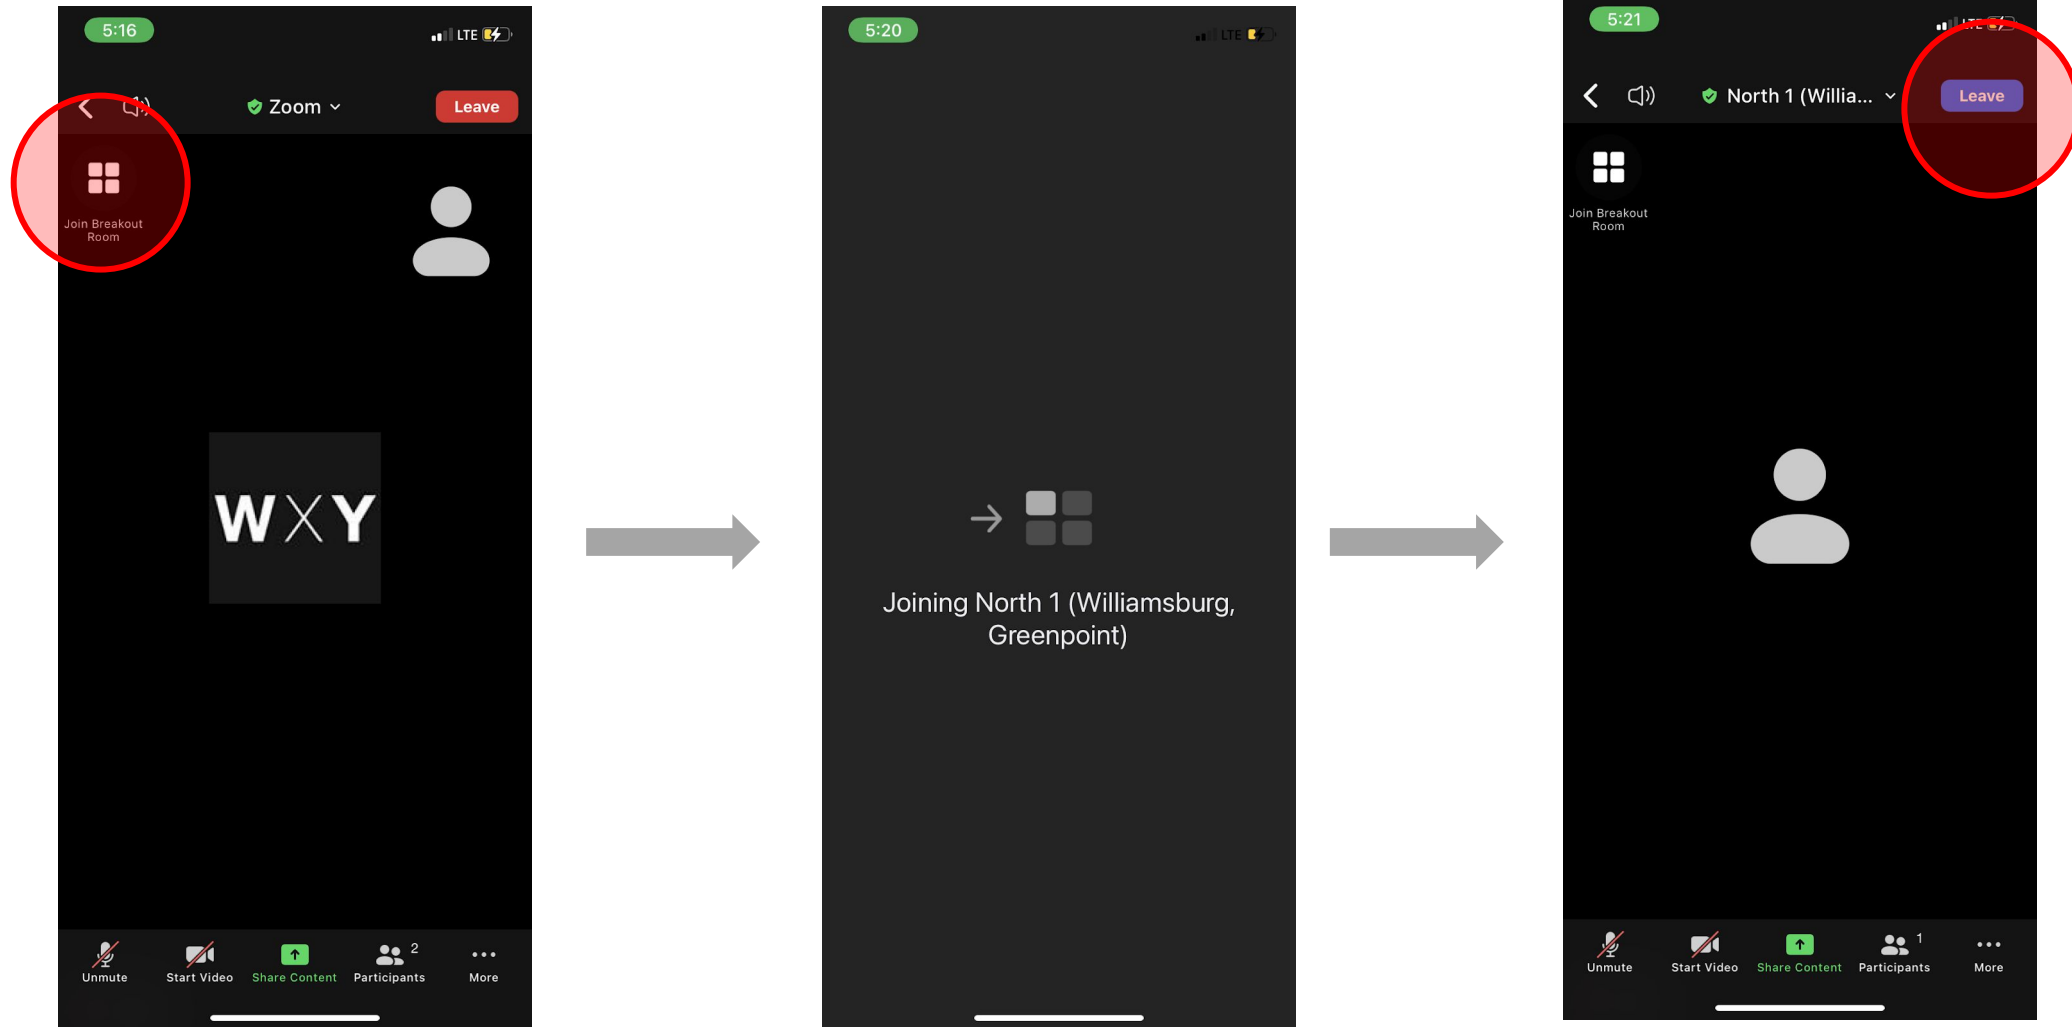 5:16
LTE
Zoom
Leave
Join Breakout
Room
WXY
Unmute
Start Video
Share Content
Participants
2
More
5:20
LTE
Joining North 1 (Williamsburg,
Greenpoint)
5:21
LTE
North 1 (Willia...
Leave
Join Breakout
Room
Unmute
Start Video
Share Content
Participants
1
More